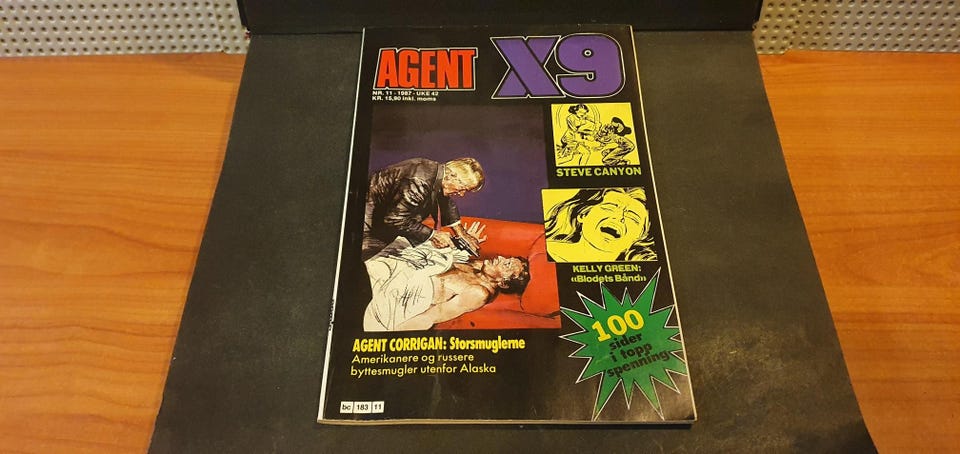 AGENT X9
NR. 11 - 1987 - UKE 42
KR. 15,90 inkl. moms
STEVE CANYON
KELLY GREEN:
«Blodets Bånd»
100
sider
i topp
spenning
AGENT CORRIGAN: Storsmuglerne
Amerikanere og russere
byttesmugler utenfor Alaska
bc 183 11